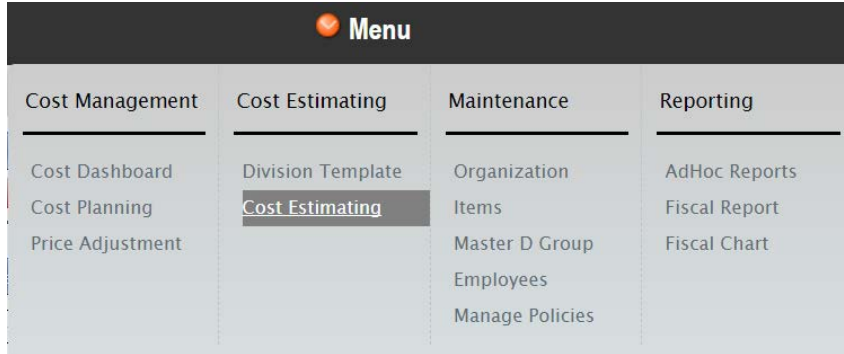 Menu
Cost Management
Cost Dashboard
Cost Planning
Price Adjustment
Cost Estimating
Division Template
Cost Estimating
Maintenance
Organization
Items
Master D Group
Employees
Manage Policies
Reporting
AdHoc Reports
Fiscal Report
Fiscal Chart